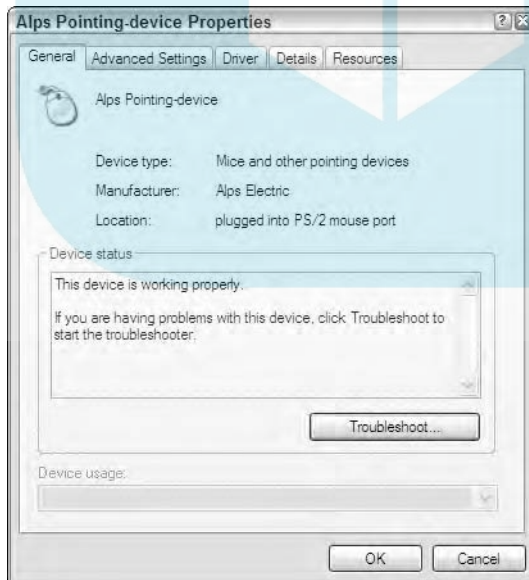 Alps Pointing-device Properties
General Advanced Settings Driver Details Resources
Alps Pointing-device
Device type: Mice and other pointing devices
Manufacturer: Alps Electric
Location: plugged into PS/2 mouse port
Device status
This device is working properly.
If you are having problems with this device, click Troubleshoot to
start the troubleshooter.
Troubleshoot...
Device usage:
OK Cancel